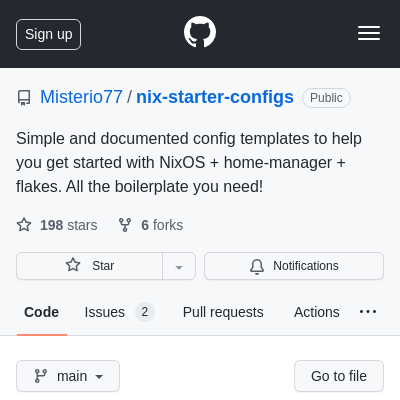 Sign up
Misterio77 / nix-starter-configs Public
Simple and documented config templates to help
you get started with NixOS + home-manager +
flakes. All the boilerplate you need!
198 stars 6 forks
Star Notifications
Code Issues 2 Pull requests Actions
main Go to file